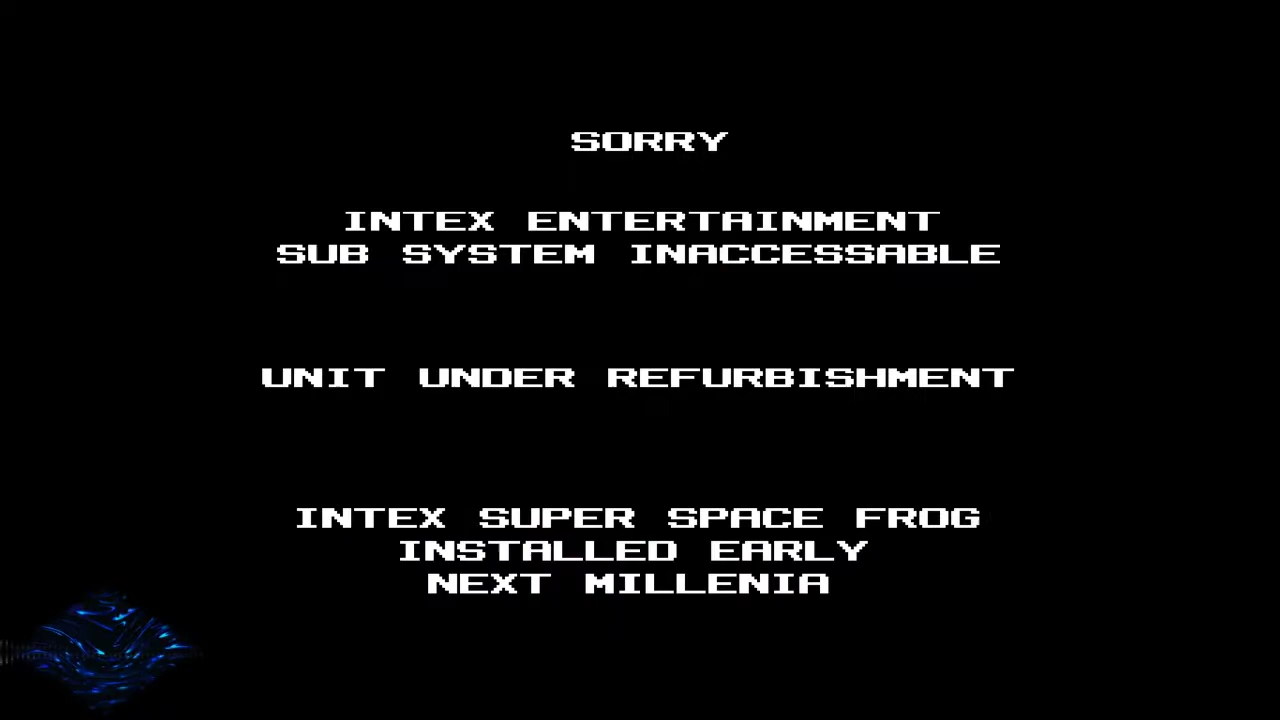 SORRY
INTEX ENTERTAINMENT
SUB SYSTEM INACCESSABLE
UNIT UNDER REFURBISHMENT
INTEX SUPER SPACE FROG
INSTALLED EARLY
NEXT MILLENIA